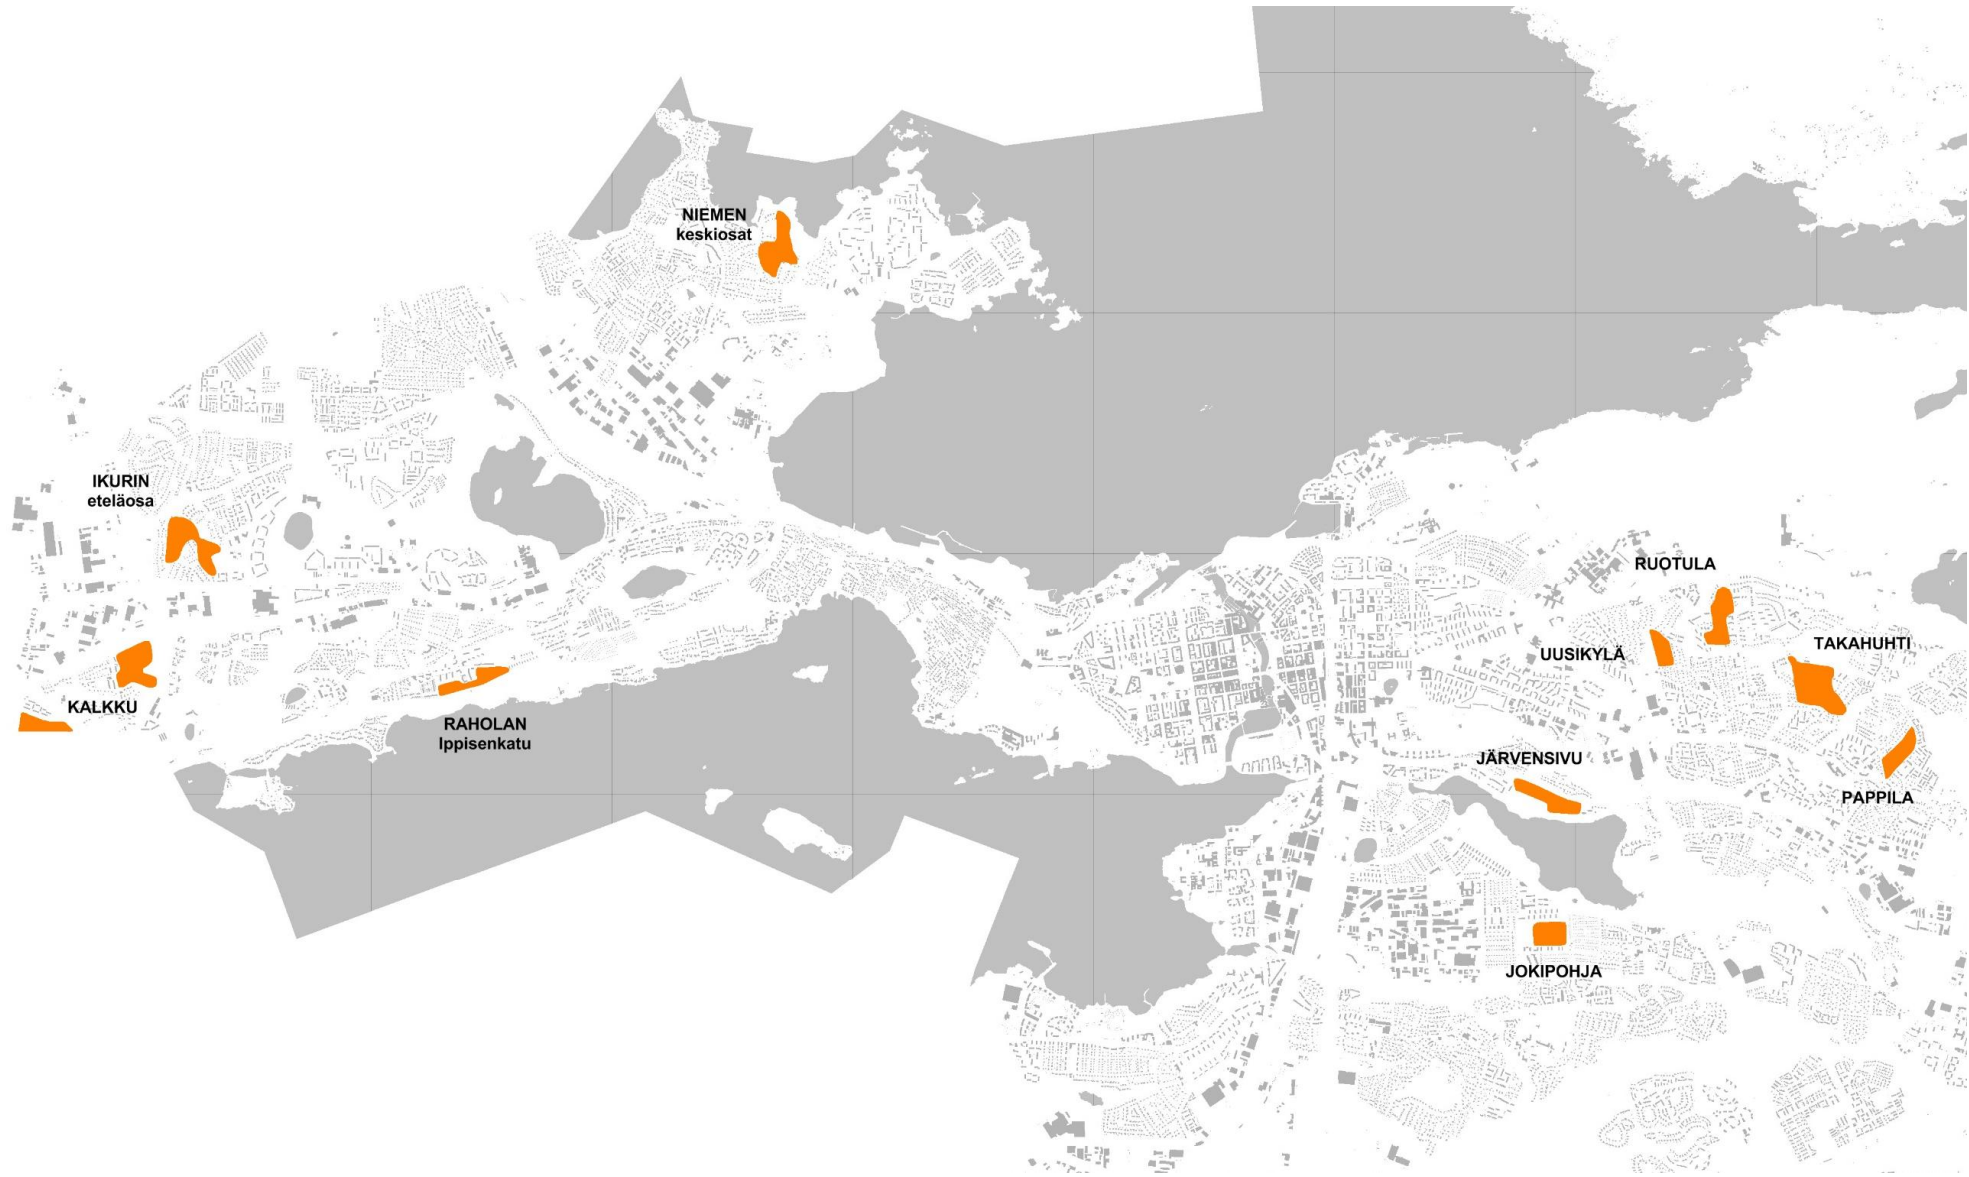 NIEMEN
keskiosat
IKURIN
eteläosa
RUOTULA
TAKAHUHTI
UUSIKYLÄ
KALKKU
RAHOLAN
Ippisenkatu
JÄRVENSIVU
PAPPILA
JOKIPOHJA